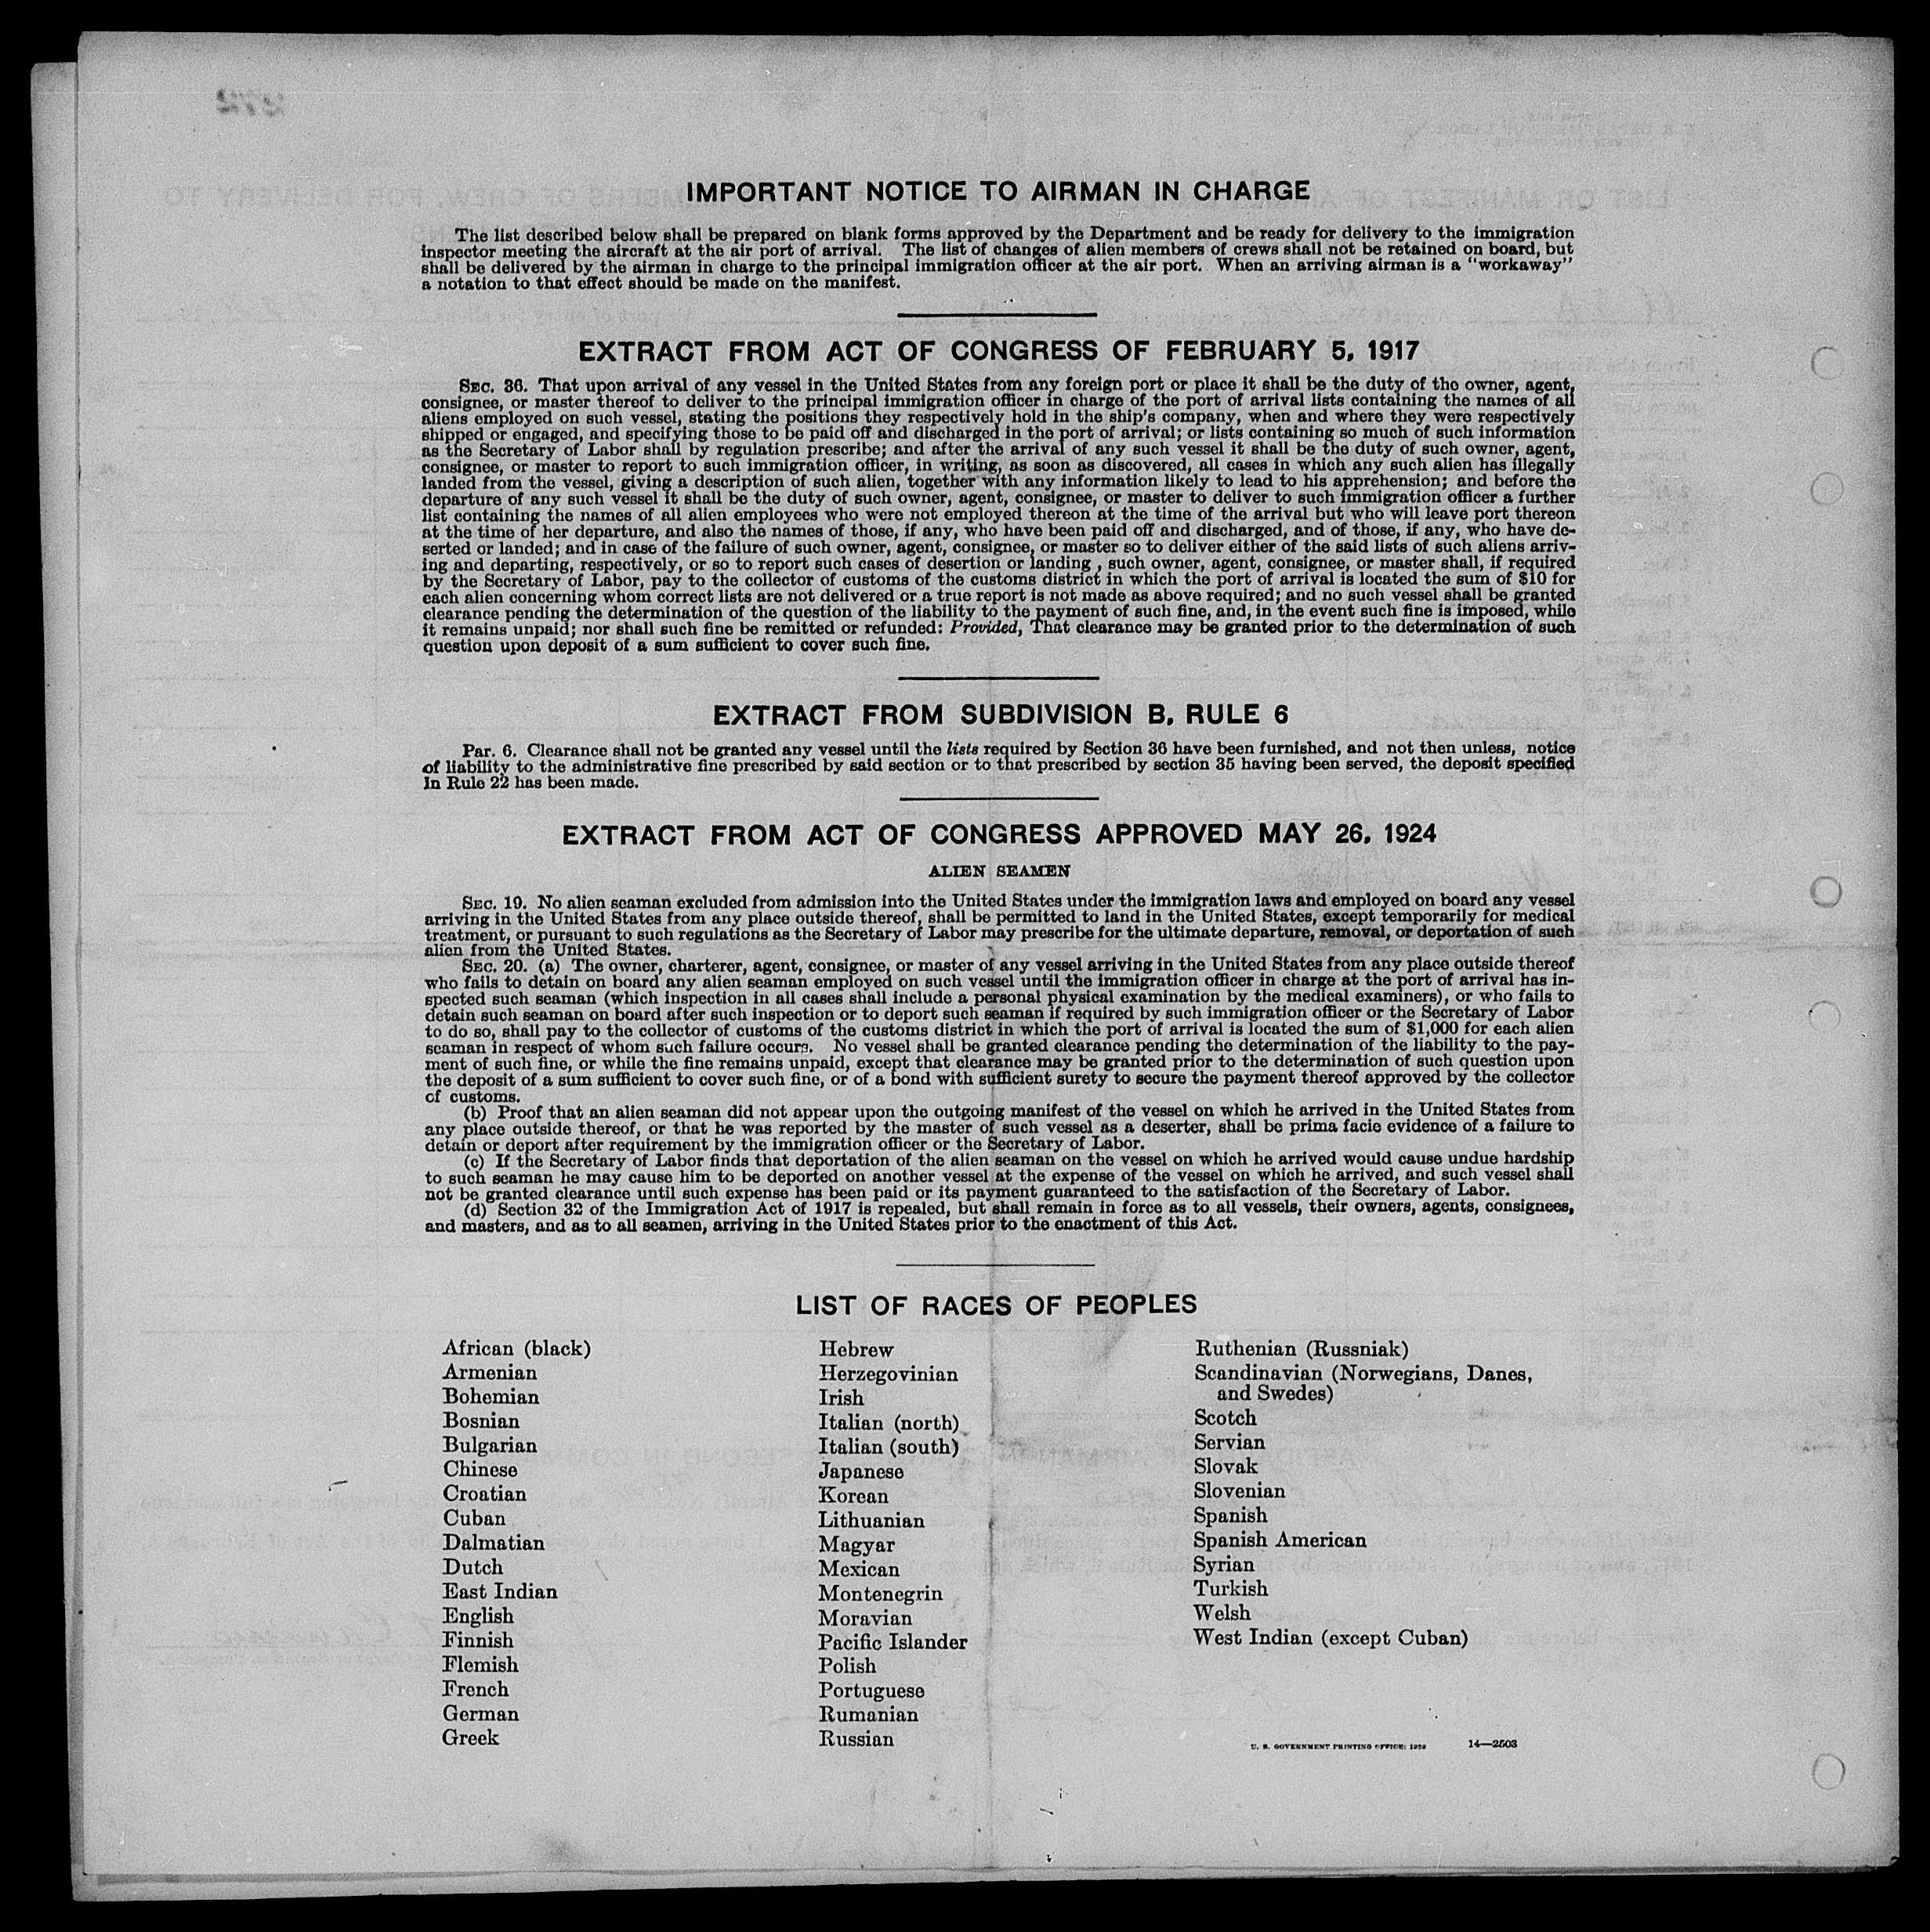 IMPORTANT NOTICE TO AIRMAN IN CHARGE
The list described below shall be prepared on blank forms approved by the Department and be ready for delivery to the immigration
inspector meeting the aircraft at the air port of arrival. The list of changes of alien members of crews shall not be retained on board, but
shall be delivered by the airman in charge to the principal immigration officer at the air port. When an arriving airman is a "workaway"
a notation to that effect should be made on the manifest.
EXTRACT FROM ACT OF CONGRESS OF FEBRUARY 5, 1917
SEC. 36. That upon arrival of any vessel in the United States from any foreign port or place it shall be the duty of the owner, agent,
consignee, or master thereof to deliver to the principal immigration officer in charge of the port of arrival lists containing the names of all
aliens employed on such vessel, stating the positions they respectively hold in the ship's company, when and where they were respectively
shipped or engaged, and specifying those to be paid off and discharged in the port of arrival; or lists containing so much of such information
as the Secretary of Labor shall by regulation prescribe; and after the arrival of any such vessel it shall be the duty of such owner, agent,
consignee, or master to report to such immigration officer, in writing, as soon as discovered, all cases in which any such alien has illegally
landed from the vessel, giving a description of such alien, together with any information likely to lead to his apprehension; and before the
departure of any such vessel it shall be the duty of such owner, agent, consignee, or master to deliver to such immigration officer a further
list containing the names of all alien employees who were not employed thereon at the time of the arrival but who will leave port thereon
at the time of her departure, and also the names of those, if any, who have been paid off and discharged, and of those, if any, who have de-
serted or landed; and in case of the failure of such owner, agent, consignee, or master so to deliver either of the said lists of such aliens arriv-
ing and departing, respectively, or so to report such cases of desertion or landing , such owner, agent, consignee, or master shall, if required
by the Secretary of Labor, pay to the collector of customs of the customs district in which the port of arrival is located the sum of $10 for
each alien concerning whom correct lists are not delivered or a true report is not made as above required; and no such vessel shall be granted
clearance pending the determination of the question of the liability to the payment of such fine, and, in the event such fine is imposed, while
it remains unpaid; nor shall such fine be remitted or refunded: Provided, That clearance may be granted prior to the determination of such
question upon deposit of a sum sufficient to cover such fine.
EXTRACT FROM SUBDIVISION B, RULE 6
Par. 6. Clearance shall not be granted any vessel until the lists required by Section 36 have been furnished, and not then unless, notice
of liability to the administrative fine prescribed by said section or to that prescribed by section 35 having been served, the deposit specified
in Rule 22 has been made.
EXTRACT FROM ACT OF CONGRESS APPROVED MAY 26, 1924
ALIEN SEAMEN
SEC. 19. No alien seaman excluded from admission into the United States under the immigration laws and employed on board any vessel
arriving in the United States from any place outside thereof, shall be permitted to land in the United States, except temporarily for medical
treatment, or pursuant to such regulations as the Secretary of Labor may prescribe for the ultimate departure, removal, or deportation of such
alien from the United States.
SEC. 20. (a) The owner, charterer, agent, consignee, or master of any vessel arriving in the United States from any place outside thereof
who fails to detain on board any alien seaman employed on such vessel until the immigration officer in charge at the port of arrival has in-
spected such seaman (which inspection in all cases shall include a personal physical examination by the medical examiners), or who fails to
detain such seaman on board after such inspection or to deport such seaman if required by such immigration officer or the Secretary of Labor
to do so, shall pay to the collector of customs of the customs district in which the port of arrival is located the sum of $1,000 for each alien
seaman in respect of whom such failure occurs. No vessel shall be granted clearance pending the determination of the liability to the pay-
ment of such fine, or while the fine remains unpaid, except that clearance may be granted prior to the determination of such question upon
the deposit of a sum sufficient to cover such fine, or of a bond with sufficient surety to secure the payment thereof approved by the collector
of customs.
(b) Proof that an alien seaman did not appear upon the outgoing manifest of the vessel on which he arrived in the United States from
any place outside thereof, or that he was reported by the master of such vessel as a deserter, shall be prima facie evidence of a failure to
detain or deport after requirement by the immigration officer or the Secretary of Labor.
(c) If the Secretary of Labor finds that deportation of the alien seaman on the vessel on which he arrived would cause undue hardship
to such seaman he may cause him to be deported on another vessel at the expense of the vessel on which he arrived, and such vessel shall
not be granted clearance until such expense has been paid or its payment guaranteed to the satisfaction of the Secretary of Labor.
(d) Section 32 of the Immigration Act of 1917 is repealed, but shall remain in force as to all vessels, their owners, agents, consignees,
and masters, and as to all seamen, arriving in the United States prior to the enactment of this Act.
LIST OF RACES OF PEOPLES
African (black)
Armenian
Bohemian
Bosnian
Bulgarian
Chinese
Croatian
Cuban
Dalmatian
Dutch
East Indian
English
Finnish
Flemish
French
German
Greek
Hebrew
Herzegovinian
Irish
Italian (north)
Italian (south)
Japanese
Korean
Lithuanian
Magyar
Mexican
Montenegrin
Moravian
Pacific Islander
Polish
Portuguese
Rumanian
Russian
Ruthenian (Russniak)
Scandinavian (Norwegians, Danes,
and Swedes)
Scotch
Servian
Slovak
Slovenian
Spanish
Spanish American
Syrian
Turkish
Welsh
West Indian (except Cuban)
U. S. GOVERNMENT PRINTING OFFICE: 14—2503